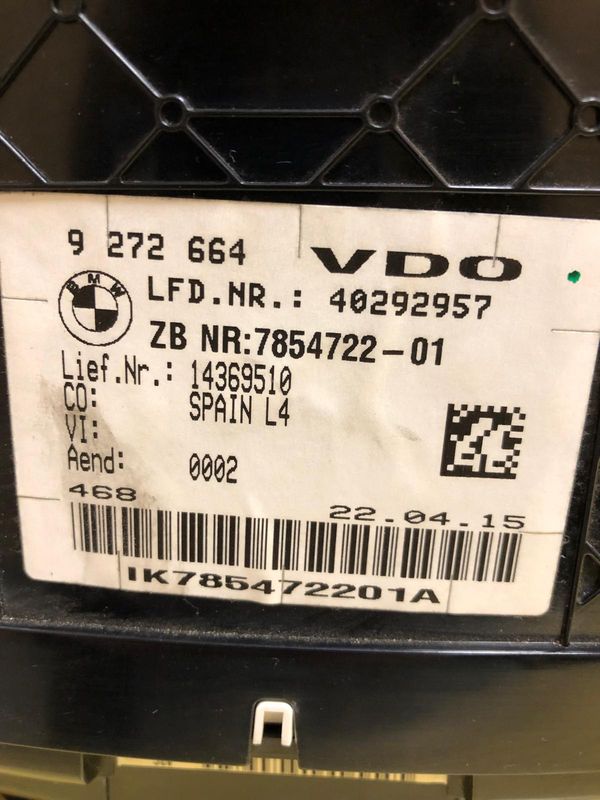 9 272 664
VDO
BMW
LFD.NR.: 40292957
ZB NR:7854722-01
Lief.Nr.: 14369510
CO: SPAIN L4
VI:
Aend: 0002
468
22.04.15
IK785472201A